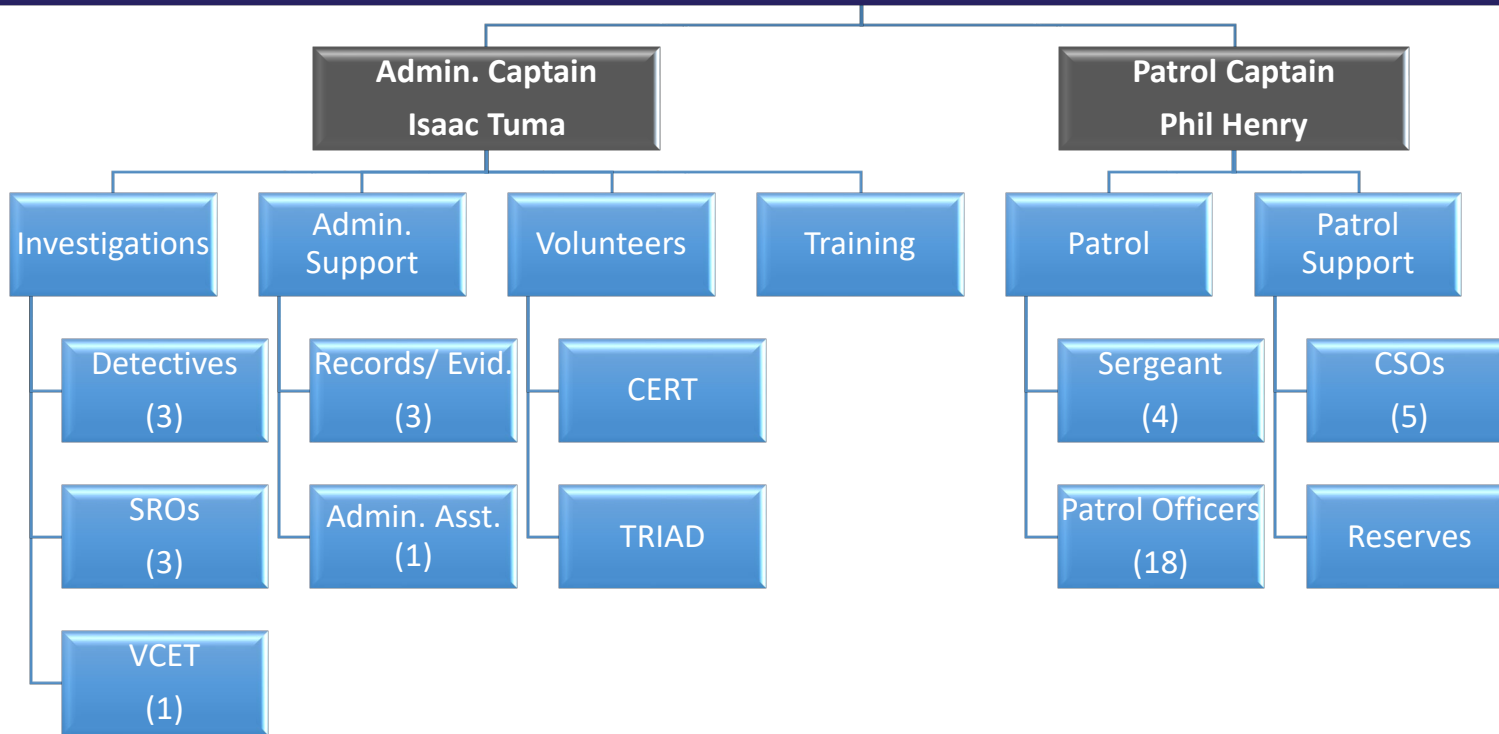 Admin. Captain
Isaac Tuma
Patrol Captain
Phil Henry
Investigations
Admin.
Support
Volunteers
Training
Patrol
Patrol
Support
Detectives
(3)
Records/ Evid.
(3)
CERT
Sergeant
(4)
CSOs
(5)
SROs
(3)
Admin. Asst.
(1)
TRIAD
Patrol Officers
(18)
Reserves
VCET
(1)